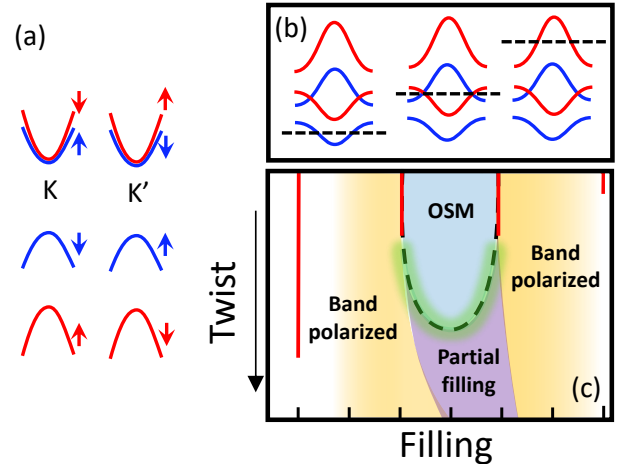 (a)
K
K'
(b)
OSM
Band
polarized
Band
polarized
Partial
filling
(c)
Twist
Filling